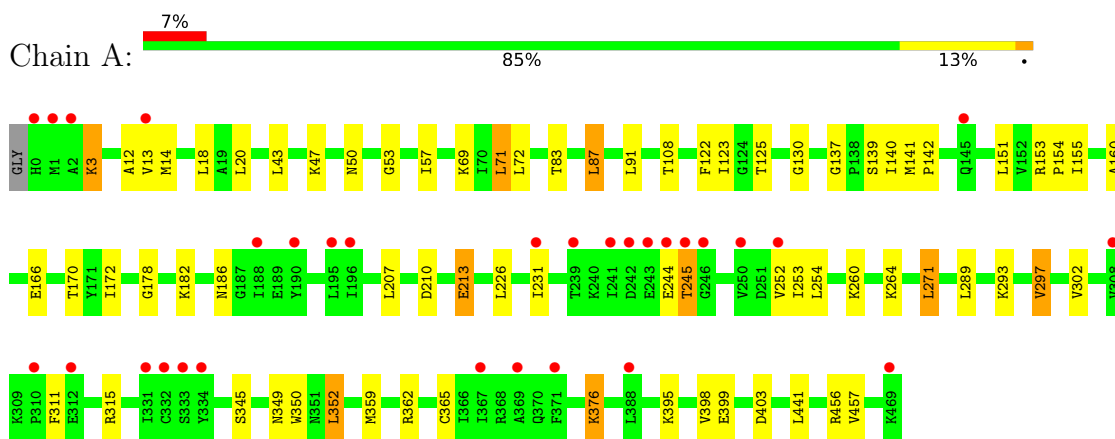 7%
Chain A:
85% 13% •
GLY H0 M1 A2 K3 A12 V13 M14 L18 A19 L20 L43 K47 N50 G53 I57 K69 I70 L71 L72 T83 L87 L91 T108 F122 I123 G124 T125 G130 G137 P138 S139 I140 M141 P142 Q145 L151 V152 R153 P154 I155 A160
E166 T170 Y171 I172 G178 K182 N186 G187 I188 E189 Y190 L195 I196 L207 D210 E213 L226 I231 T239 K240 I241 D242 E243 E244 T245 G246 V250 D251 V252 I253 L254 K260 K264 L271 L289 K293 V297 V302 V308
K309 P310 F311 E312 R315 I331 C332 S333 Y334 S345 N349 W350 N351 L352 M359 R362 C365 I366 I367 R368 A369 Q370 F371 K376 L388 K395 V398 E399 D403 L441 R456 V457 K469